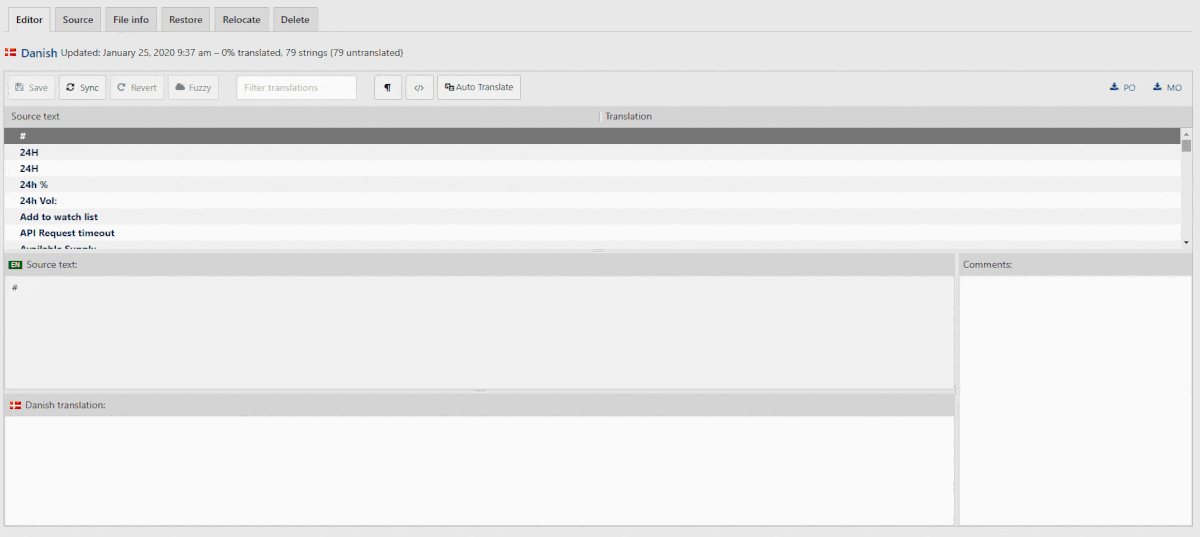 Editor Source File info Restore Relocate Delete
Danish Updated: January 25, 2020 9:37 am – 0% translated, 79 strings (79 untranslated)
Save Sync Revert Fuzzy Filter translations ¶ </> Auto Translate PO MO
Source text Translation
#
24H
24H
24h %
24h Vol:
Add to watch list
API Request timeout
Available Supply
EN Source text: Comments:
#
Danish translation: